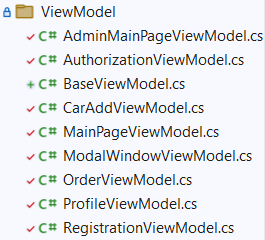 ViewModel
C# AdminMainPageViewModel.cs
C# AuthorizationViewModel.cs
C# BaseViewModel.cs
C# CarAddViewModel.cs
C# MainPageViewModel.cs
C# ModalWindowViewModel.cs
C# OrderViewModel.cs
C# ProfileViewModel.cs
C# RegistrationViewModel.cs